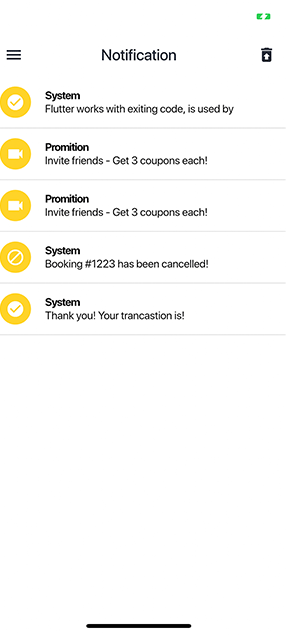 Notification
System
Flutter works with exiting code, is used by
Promition
Invite friends - Get 3 coupons each!
Promition
Invite friends - Get 3 coupons each!
System
Booking #1223 has been cancelled!
System
Thank you! Your trancastion is!